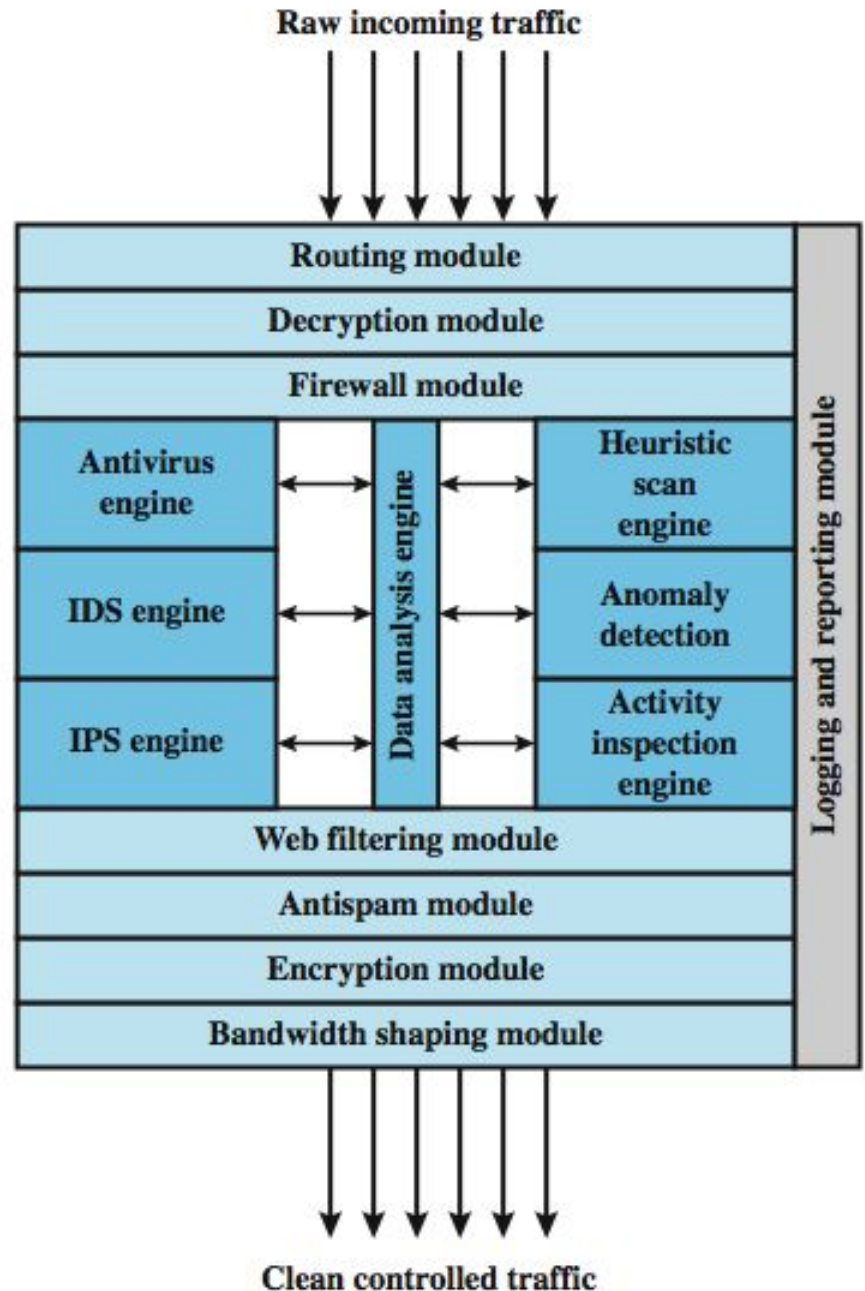 Raw incoming traffic
Routing module
Decryption module
Firewall module
Antivirus
engine
IDS engine
IPS engine
Data analysis engine
Heuristic
scan
engine
Anomaly
detection
Activity
inspection
engine
Logging and reporting module
Web filtering module
Antispam module
Encryption module
Bandwidth shaping module
Clean controlled traffic